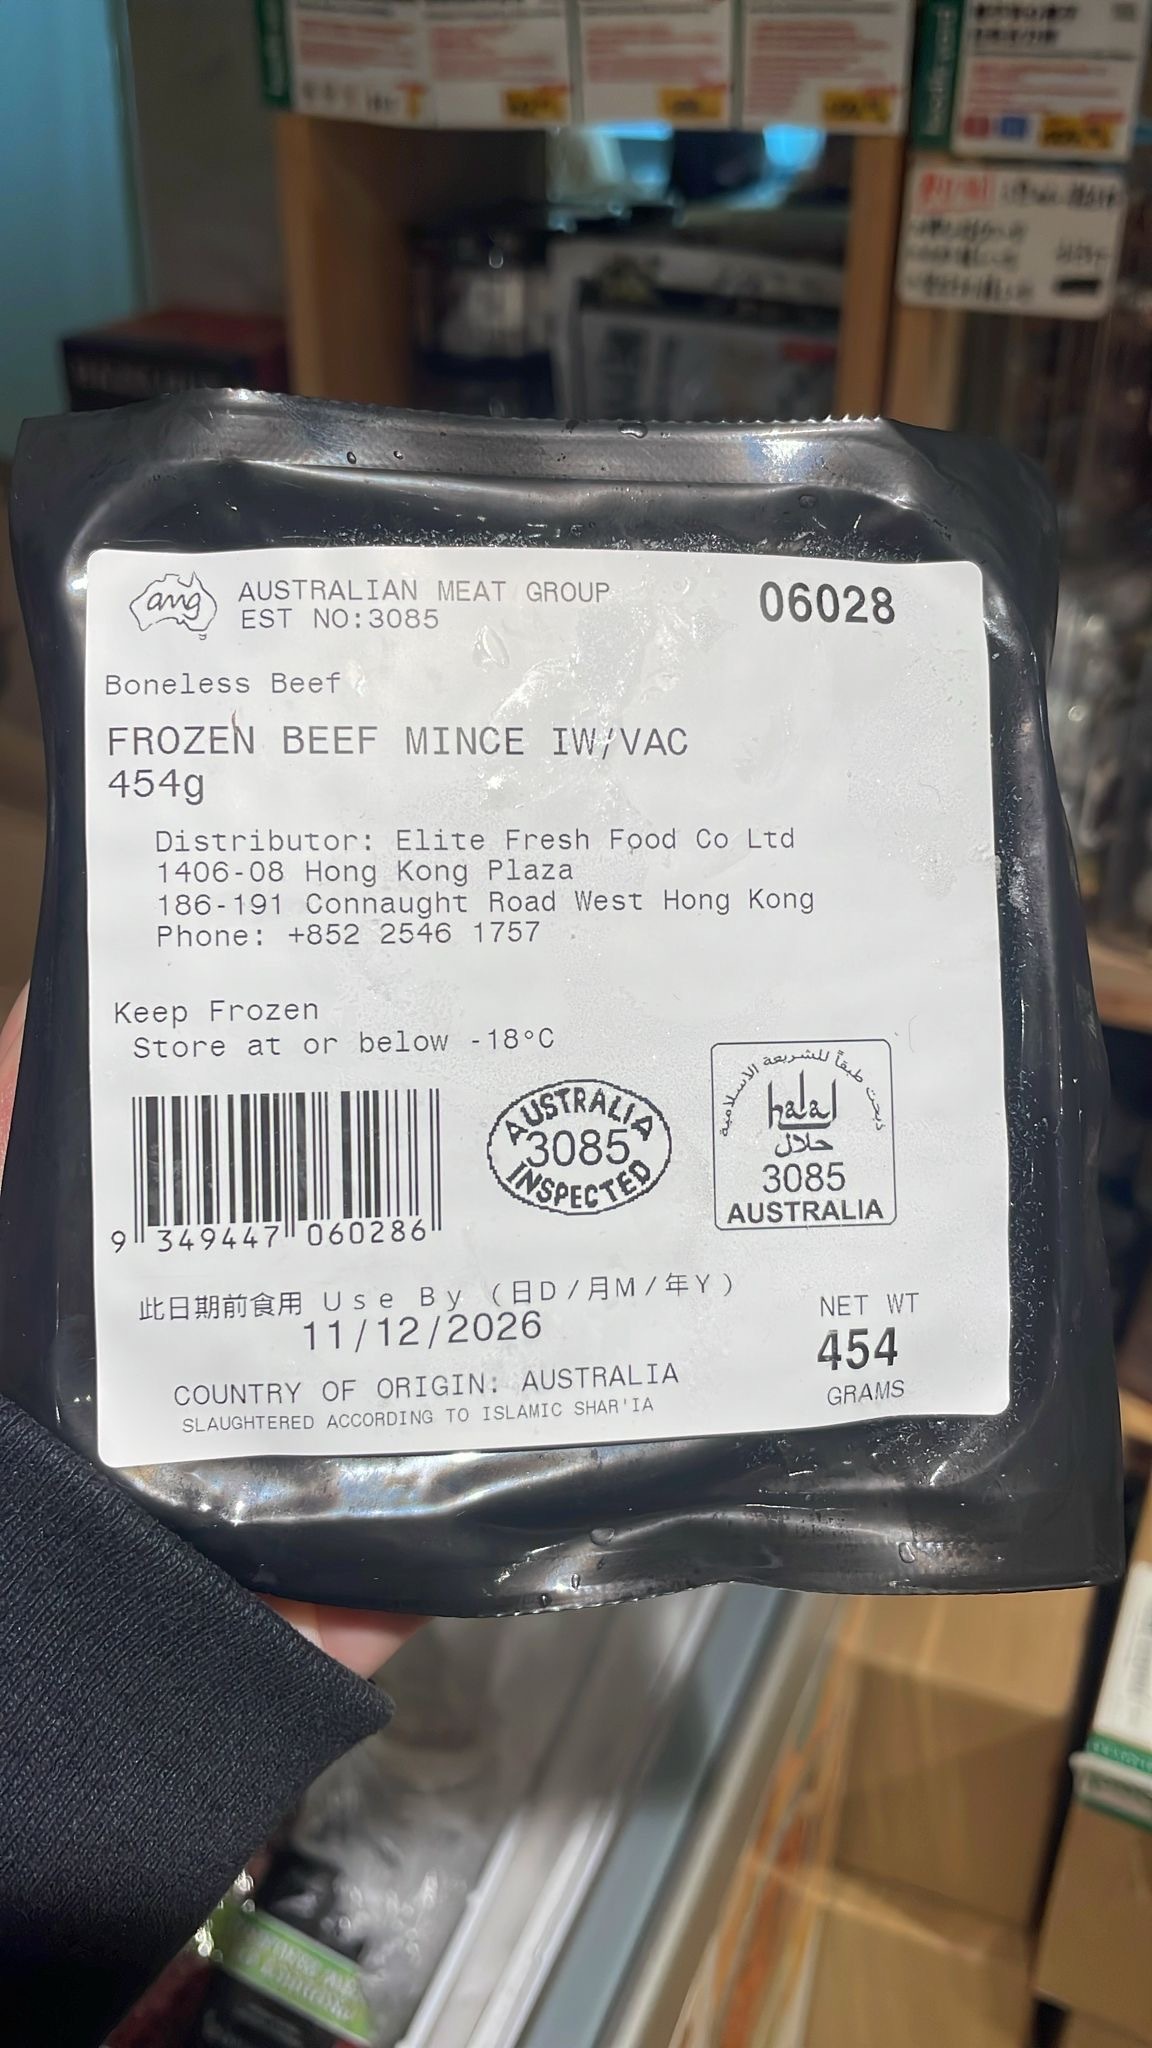 amg
AUSTRALIAN MEAT GROUP
EST NO:3085
06028
Boneless Beef
FROZEN BEEF MINCE IW/VAC
454g
Distributor: Elite Fresh Food Co Ltd
1406-08 Hong Kong Plaza
186-191 Connaught Road West Hong Kong
Phone: +852 2546 1757
Keep Frozen
Store at or below -18°C
9 349447 060286
AUSTRALIA
3085
INSPECTED
ذبحت طبقاً للشريعة الاسلامية
halal
حلال
3085
AUSTRALIA
此日期前食用 Use By (日D/月M/年Y)
11/12/2026
NET WT
454
GRAMS
COUNTRY OF ORIGIN: AUSTRALIA
SLAUGHTERED ACCORDING TO ISLAMIC SHAR'IA